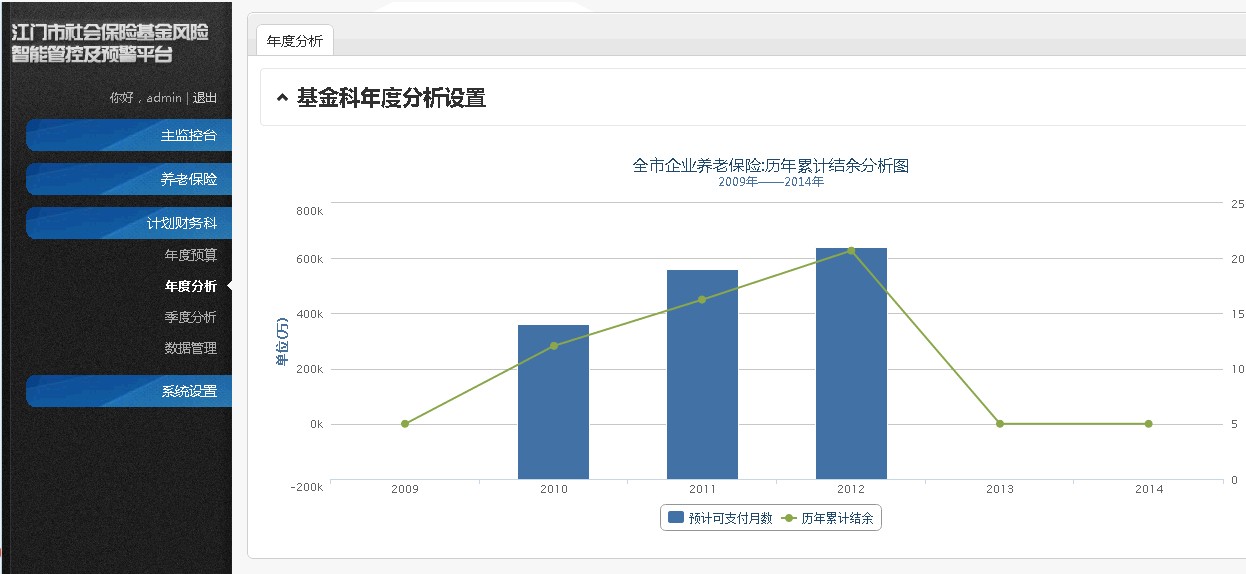 江门市社会保险基金风险
智能管控及预警平台
你好，admin | 退出
主监控台
养老保险
计划财务科
年度预算
年度分析
季度分析
数据管理
系统设置
年度分析
基金科年度分析设置
全市企业养老保险:历年累计结余分析图
2009年——2014年
单位(万)
800k
600k
400k
200k
0k
-200k
25
20
15
10
5
0
2009 2010 2011 2012 2013 2014
预计可支付月数 历年累计结余